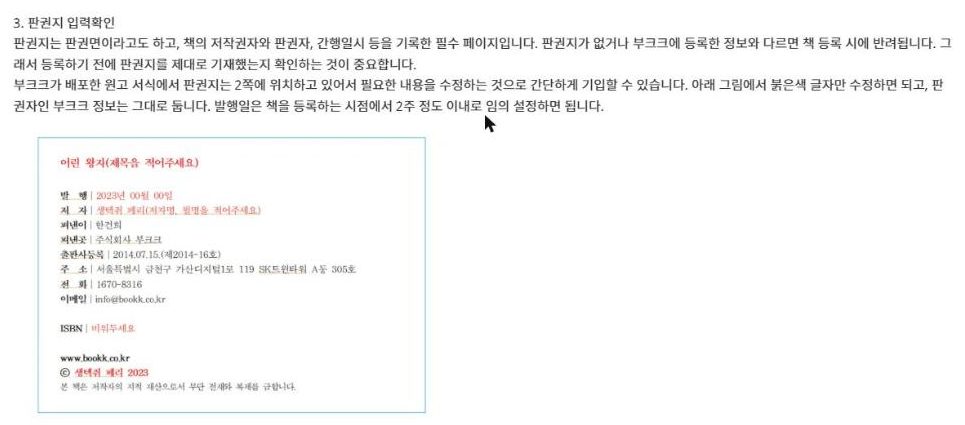 3. 판권지 입력확인
판권지는 판권면이라고도 하고, 책의 저작권자와 판권자, 간행일시 등을 기록한 필수 페이지입니다. 판권지가 없거나 부크크에 등록한 정보와 다르면 책 등록 시에 반려됩니다. 그
래서 등록하기 전에 판권지를 제대로 기재했는지 확인하는 것이 중요합니다.
부크크가 배포한 원고 서식에서 판권지는 2쪽에 위치하고 있어서 필요한 내용을 수정하는 것으로 간단하게 기입할 수 있습니다. 아래 그림에서 붉은색 글자만 수정하면 되고, 판
권자인 부크크 정보는 그대로 둡니다. 발행일은 책을 등록하는 시점에서 2주 정도 이내로 임의 설정하면 됩니다.
어린 왕자(제목을 적어주세요)
발 행 | 2023년 00월 00일
저 자 | 생텍쥐 페리(저자명, 필명을 적어주세요)
펴낸이 | 한건희
펴낸곳 | 주식회사 부크크
출판사등록 | 2014.07.15.(제2014-16호)
주 소 | 서울특별시 금천구 가산디지털1로 119 SK트윈타워 A동 305호
전 화 | 1670-8316
이메일 | info@bookk.co.kr
ISBN | 비워두세요
www.bookk.co.kr
ⓒ 생텍쥐 페리 2023
본 책은 저작자의 지적 재산으로서 무단 전재와 복제를 금합니다.